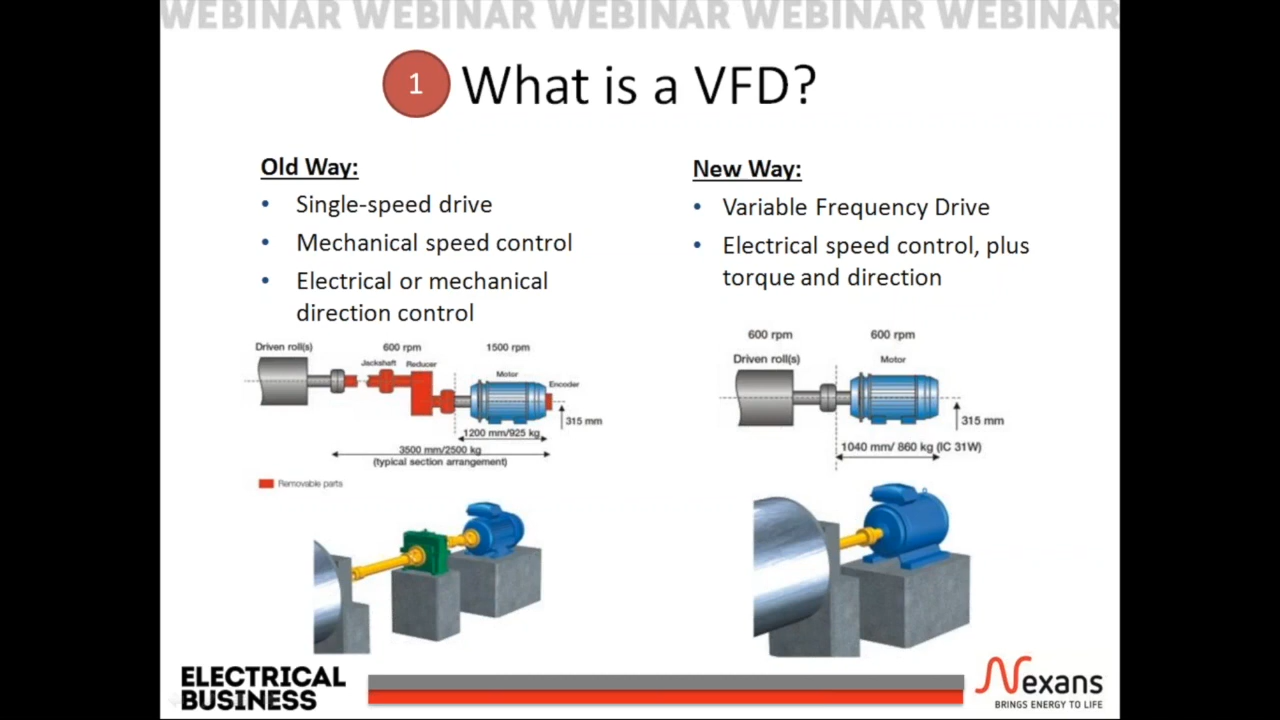 WEBINAR WEBINAR WEBINAR WEBINAR WEBINAR
1 What is a VFD?
Old Way:
• Single-speed drive
• Mechanical speed control
• Electrical or mechanical
direction control
Driven roll(s)
600 rpm
1500 rpm
Jackshaft
Reducer
Motor
Encoder
315 mm
1200 mm/925 kg
3500 mm/2500 kg
(typical section arrangement)
Removable parts
New Way:
• Variable Frequency Drive
• Electrical speed control, plus
torque and direction
600 rpm
600 rpm
Driven roll(s)
Motor
315 mm
1040 mm/ 860 kg (IC 31W)
ELECTRICAL
BUSINESS
Nexans
BRINGS ENERGY TO LIFE